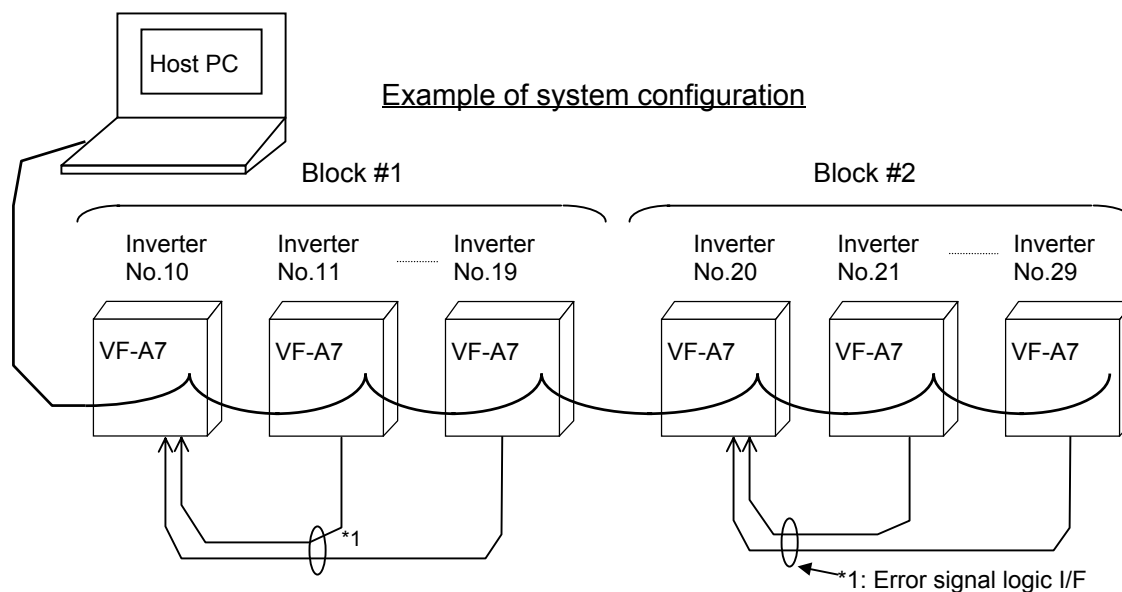 Host PC
Example of system configuration
Block #1
Block #2
Inverter
No.10
Inverter
No.11
Inverter
No.19
Inverter
No.20
Inverter
No.21
Inverter
No.29
VF-A7
VF-A7
VF-A7
VF-A7
VF-A7
VF-A7
*1
*1: Error signal logic I/F